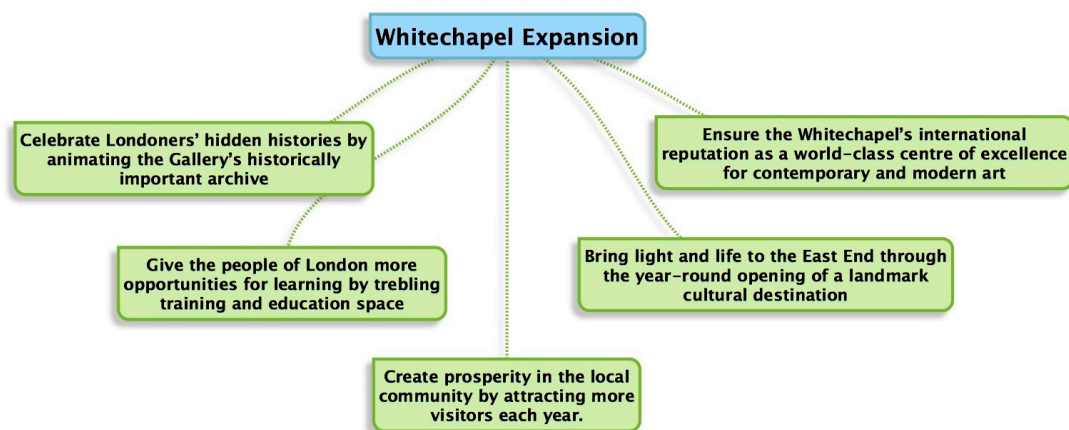 Whitechapel Expansion
Celebrate Londoners’ hidden histories by
animating the Gallery’s historically
important archive
Ensure the Whitechapel’s international
reputation as a world-class centre of excellence
for contemporary and modern art
Give the people of London more
opportunities for learning by trebling
training and education space
Bring light and life to the East End through
the year-round opening of a landmark
cultural destination
Create prosperity in the local
community by attracting more
visitors each year.